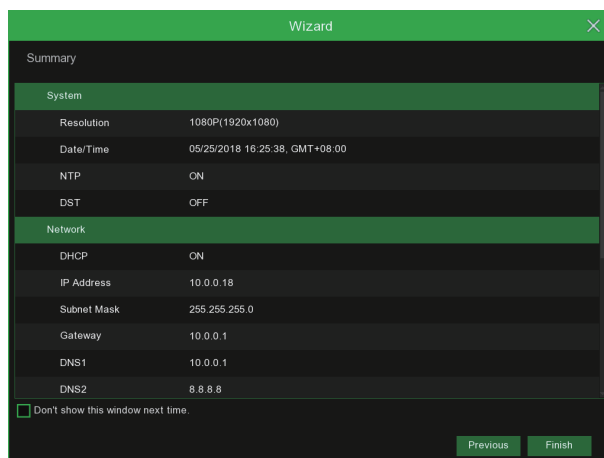 Wizard
Summary
System
Resolution 1080P(1920x1080)
Date/Time 05/25/2018 16:25:38, GMT+08:00
NTP ON
DST OFF
Network
DHCP ON
IP Address 10.0.0.18
Subnet Mask 255.255.255.0
Gateway 10.0.0.1
DNS1 10.0.0.1
DNS2 8.8.8.8
Don't show this window next time.
Previous Finish